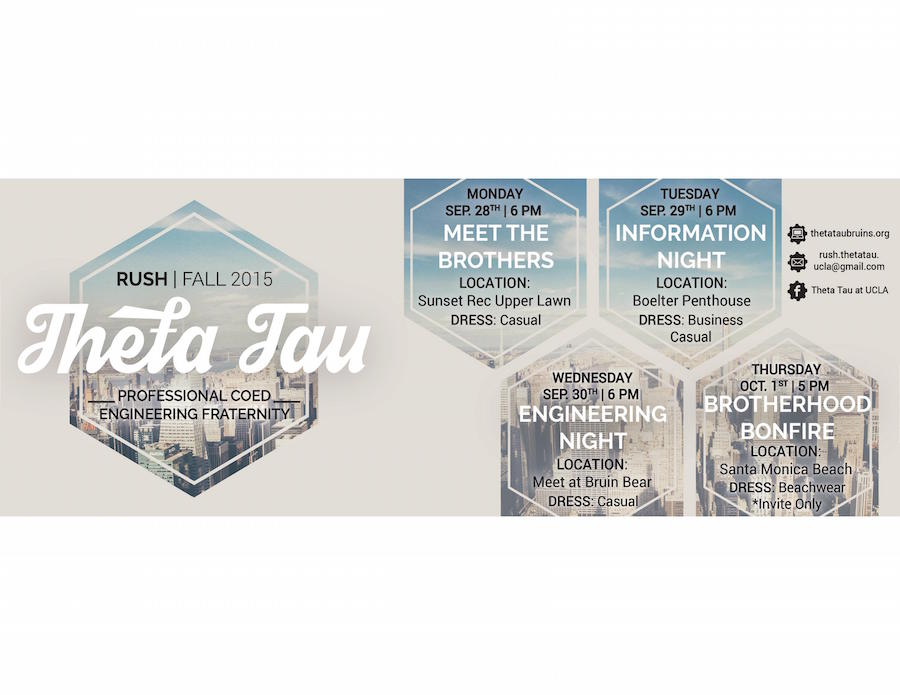 RUSH | FALL 2015
Theta Tau
PROFESSIONAL COED
ENGINEERING FRATERNITY
MONDAY
SEP. 28TH | 6 PM
MEET THE
BROTHERS
LOCATION:
Sunset Rec Upper Lawn
DRESS: Casual
TUESDAY
SEP. 29TH | 6 PM
INFORMATION
NIGHT
LOCATION:
Boelter Penthouse
DRESS: Business
Casual
WEDNESDAY
SEP. 30TH | 6 PM
ENGINEERING
NIGHT
LOCATION:
Meet at Bruin Bear
DRESS: Casual
THURSDAY
OCT. 1ST | 5 PM
BROTHERHOOD
BONFIRE
LOCATION:
Santa Monica Beach
DRESS: Beachwear
*Invite Only
thetataubruins.org
rush.thetatau.
ucla@gmail.com
Theta Tau at UCLA